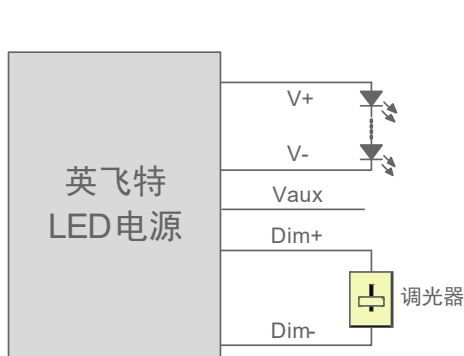 V+
V-
英飞特
LED电源
Vaux
Dim+
调光器
Dim-